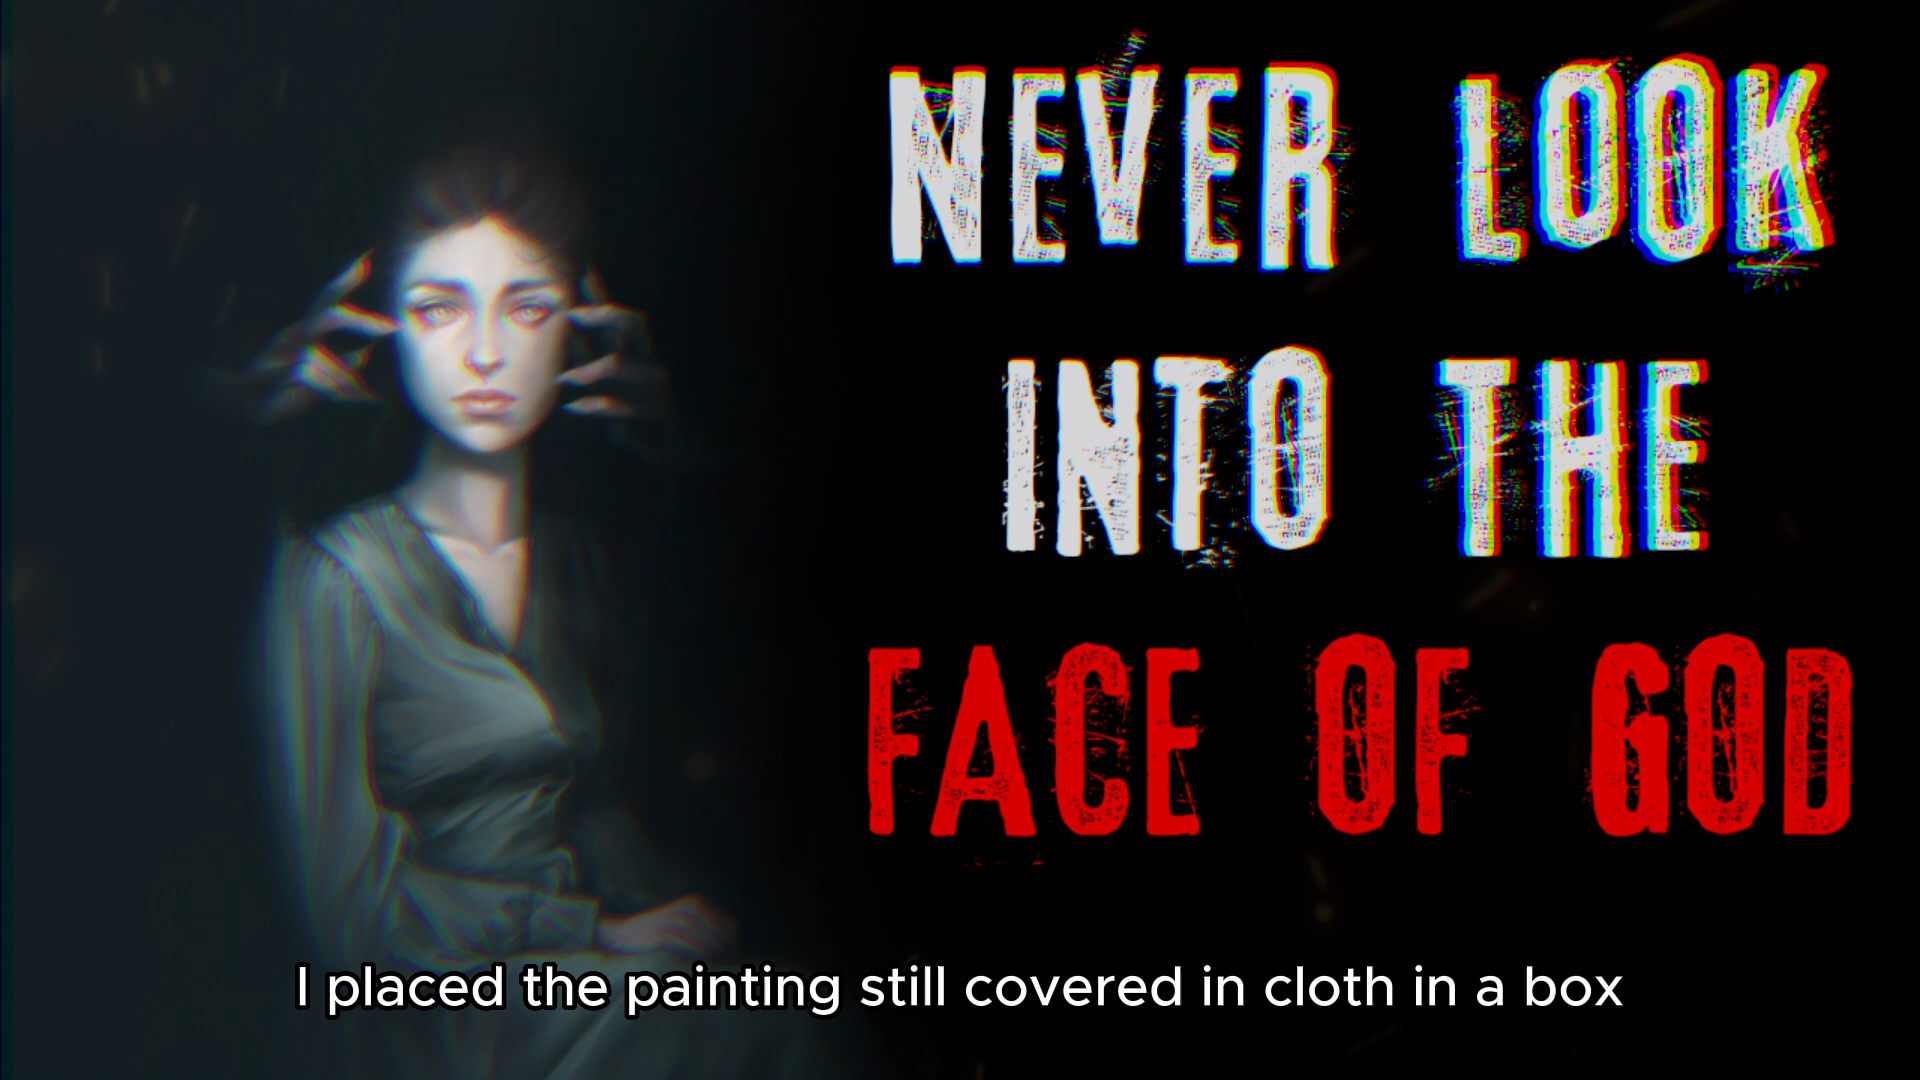 NEVER LOOK
INTO THE
FACE OF GOD
I placed the painting still covered in cloth in a box